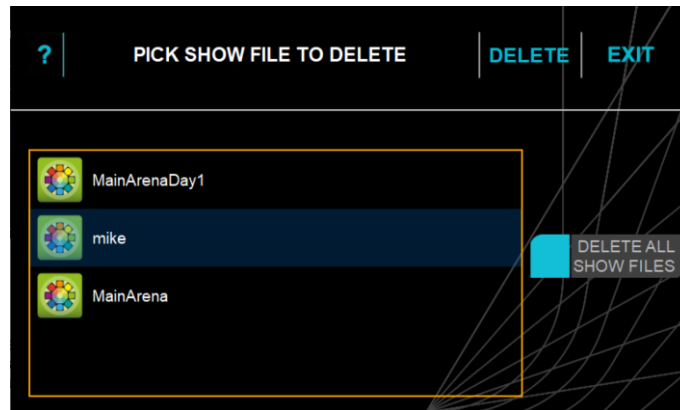 ? PICK SHOW FILE TO DELETE DELETE EXIT
MainArenaDay1
mike
DELETE ALL
SHOW FILES
MainArena